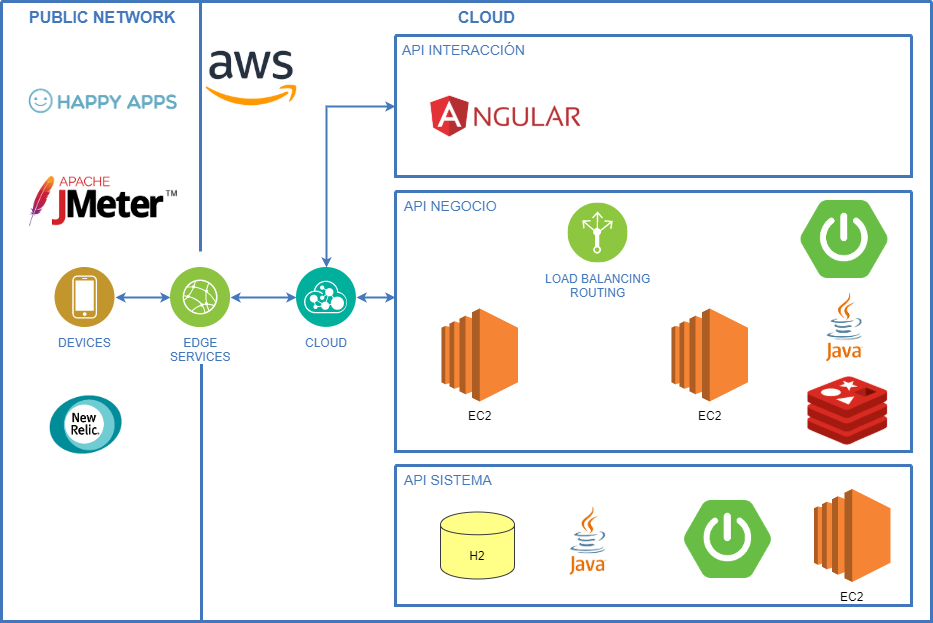 PUBLIC NETWORK
CLOUD
HAPPY APPS
APACHE
JMeter™
DEVICES
New
Relic.
aws
EDGE
SERVICES
CLOUD
API INTERACCIÓN
ANGULAR
API NEGOCIO
LOAD BALANCING
ROUTING
EC2
EC2
Java
API SISTEMA
H2
Java
EC2